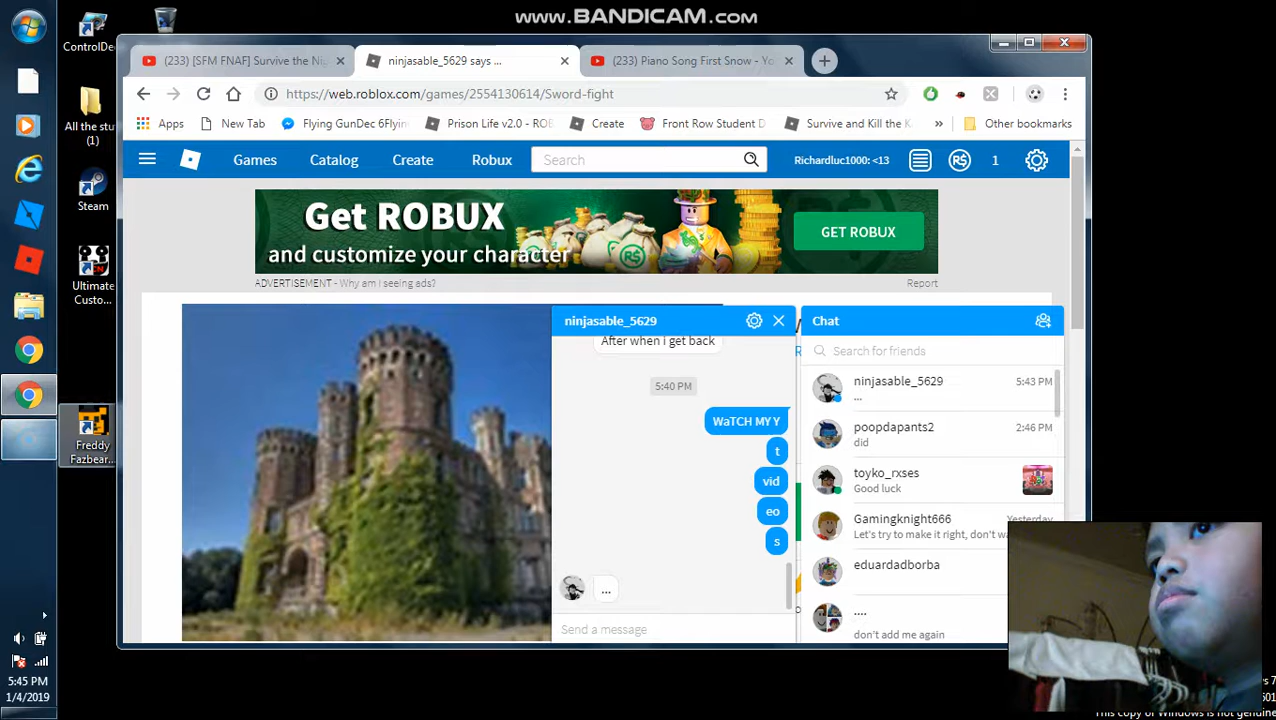 www.BANDICAM.com
ControlDe
All the stu
(1)
Steam
Ultimate
Custo...
Freddy
Fazbear...
5:45 PM
1/4/2019
(233) [SFM FNAF] Survive the Ni
ninjasable_5629 says ...
(233) Piano Song First Snow - Yo
https://web.roblox.com/games/2554130614/Sword-fight
Apps
New Tab
Flying GunDec 6Flyin
Prison Life v2.0 - ROB
Create
Front Row Student D
Survive and Kill the K
»
Other bookmarks
Games
Catalog
Create
Robux
Search
Richardluc1000: <13
1
Get ROBUX
and customize your character
GET ROBUX
ADVERTISEMENT - Why am I seeing ads?
Report
ninjasable_5629
After when i get back
5:40 PM
WaTCH MY Y
t
vid
eo
s
...
Send a message
Chat
Search for friends
ninjasable_5629
5:43 PM
...
poopdapants2
2:46 PM
did
toyko_rxses
Good luck
Gamingknight666
Yesterday
Let's try to make it right, don't wa
eduardadborba
....
don't add me again
This copy of Windows is not genuine